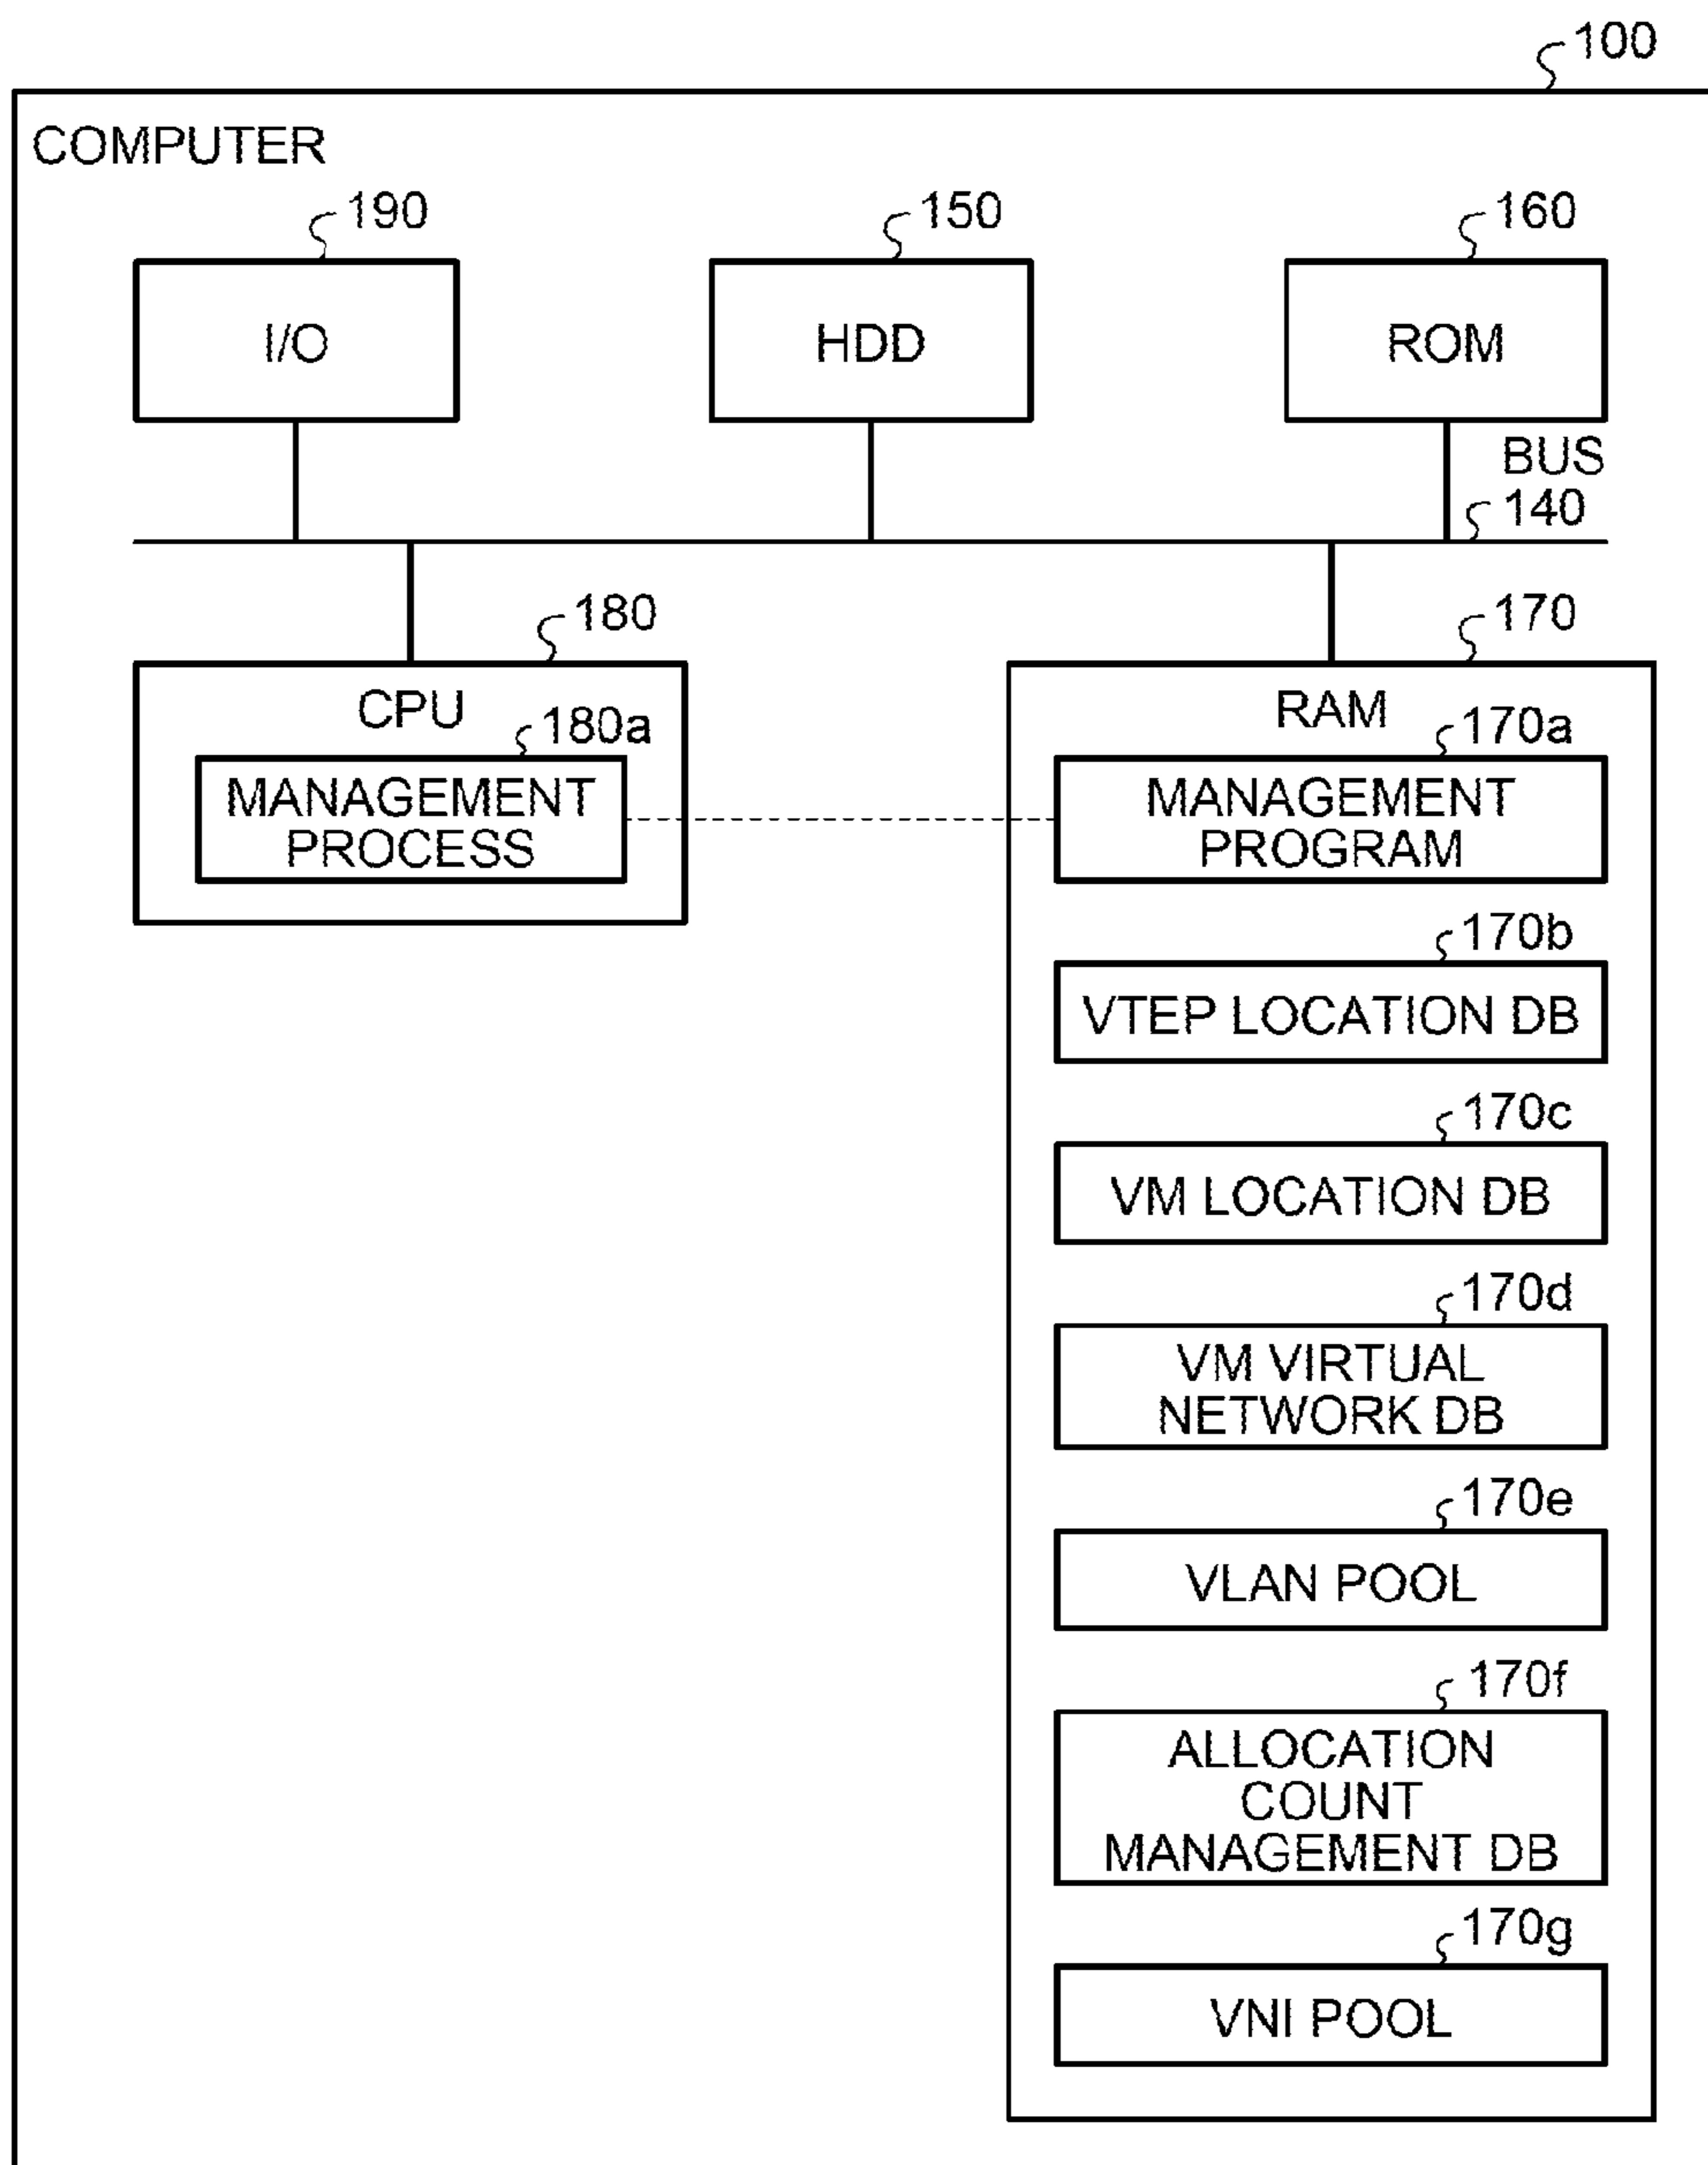 100
COMPUTER
190
150
160
I/O
HDD
ROM
BUS
140
180
170
CPU
RAM
180a
170a
MANAGEMENT
PROCESS
MANAGEMENT
PROGRAM
170b
VTEP LOCATION DB
170c
VM LOCATION DB
170d
VM VIRTUAL
NETWORK DB
170e
VLAN POOL
170f
ALLOCATION
COUNT
MANAGEMENT DB
170g
VNI POOL